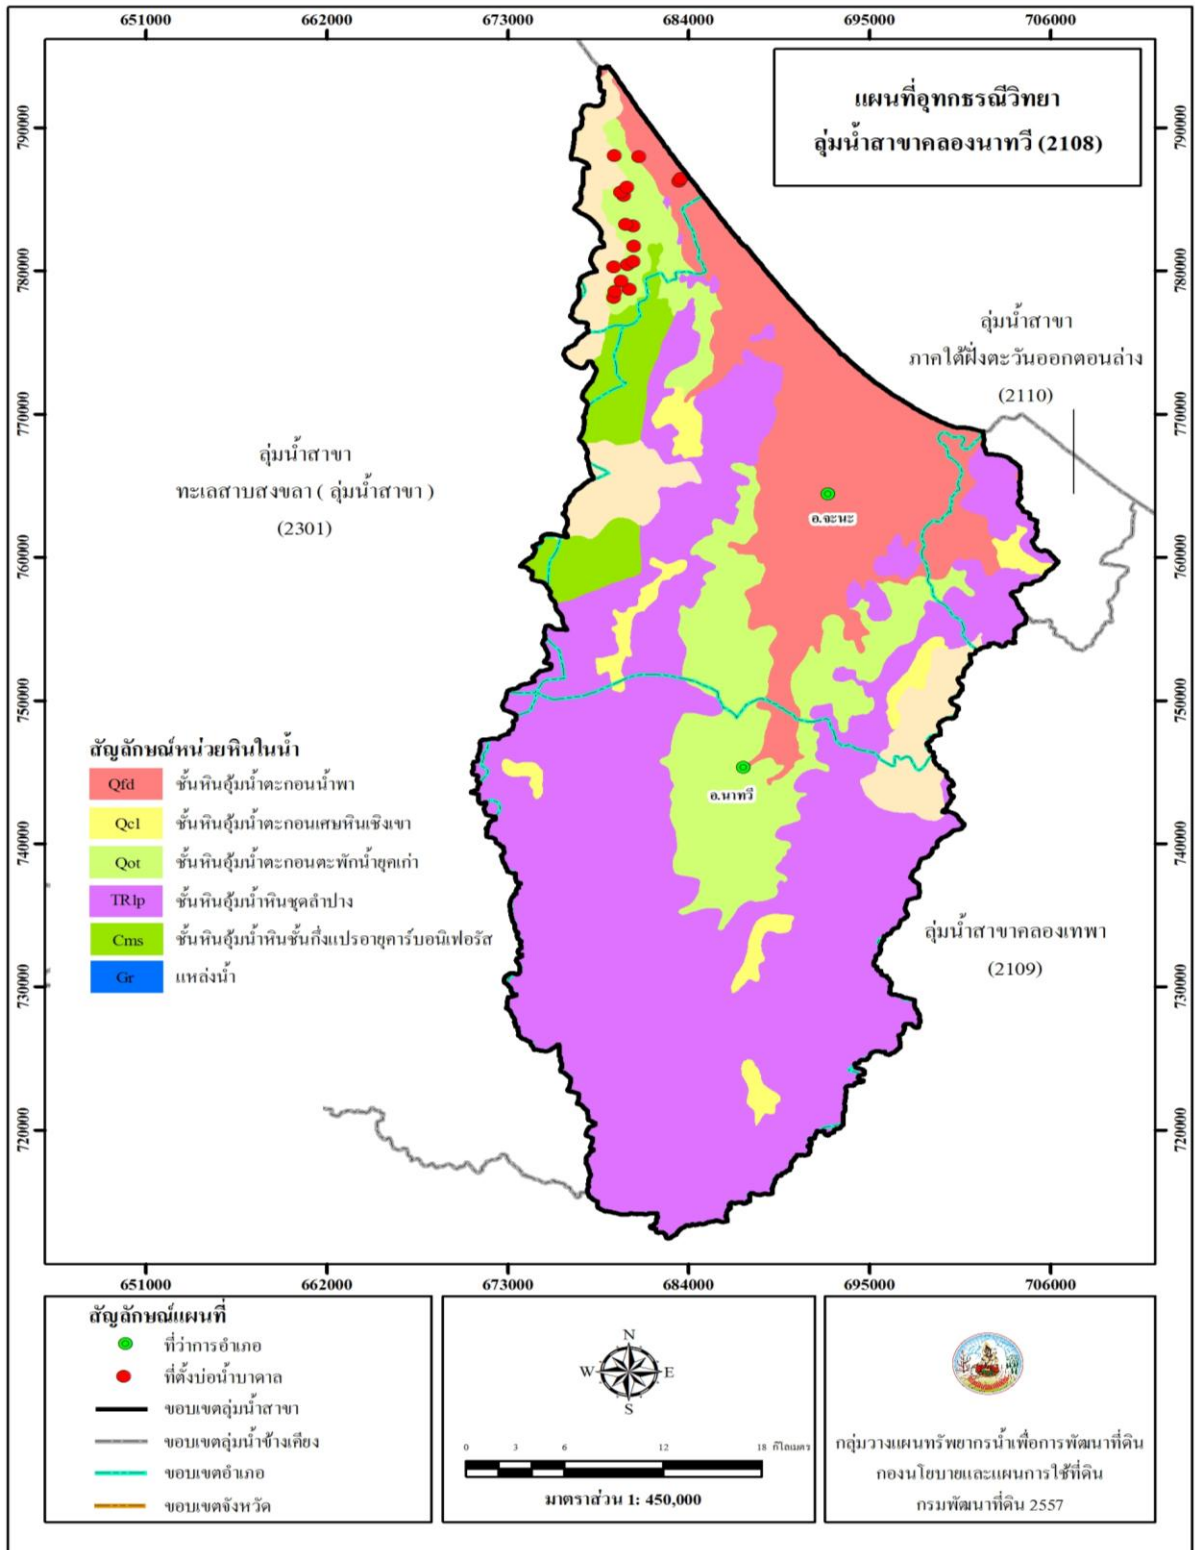 651000 662000 673000 684000 695000 706000
แผนที่อุทกธรณีวิทยา
ลุ่มน้ำสาขาคลองนาทวี (2108)
790000 790000
780000 780000
ลุ่มน้ำสาขา
ภาคใต้ฝั่งตะวันออกตอนล่าง
(2110)
770000 770000
ลุ่มน้ำสาขา
ทะเลสาบสงขลา ( ลุ่มน้ำสาขา )
(2301)
อ.จะนะ
760000 760000
750000 750000
สัญลักษณ์หน่วยหินในน้ำ
Qfd ชั้นหินอุ้มน้ำตะกอนน้ำพา
อ.นาทวี
Qcl ชั้นหินอุ้มน้ำตะกอนเศษหินเชิงเขา
740000 740000
Qot ชั้นหินอุ้มน้ำตะกอนตะพักน้ำยุคเก่า
TRlp ชั้นหินอุ้มน้ำหินชุดลำปาง
Cms ชั้นหินอุ้มน้ำหินชั้นกึ่งแปรอายุคาร์บอนิเฟอรัส
ลุ่มน้ำสาขาคลองเทพา
(2109)
Gr แหล่งน้ำ
730000 730000
720000 720000
651000 662000 673000 684000 695000 706000
สัญลักษณ์แผนที่
ที่ว่าการอำเภอ
ที่ตั้งบ่อน้ำบาดาล
ขอบเขตลุ่มน้ำสาขา
ขอบเขตลุ่มน้ำข้างเคียง
ขอบเขตอำเภอ
ขอบเขตจังหวัด
N
W E
S
0 3 6 12 18 กิโลเมตร
มาตราส่วน 1: 450,000
กลุ่มวางแผนทรัพยากรน้ำเพื่อการพัฒนาที่ดิน
กองนโยบายและแผนการใช้ที่ดิน
กรมพัฒนาที่ดิน 2557